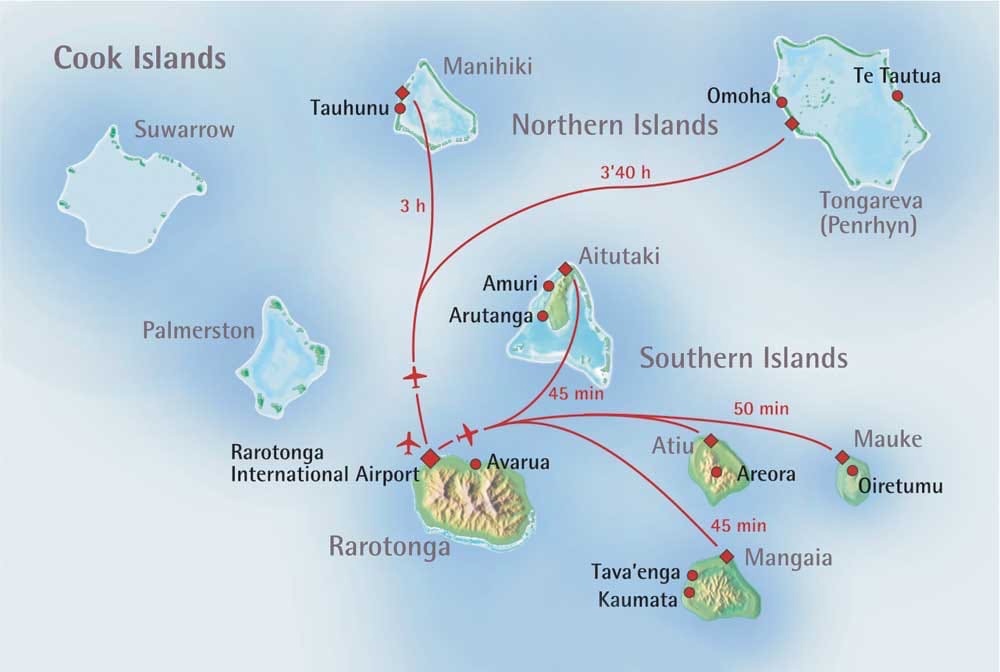 Cook Islands
Manihiki
Tauhunu
Te Tautua
Omoha
Northern Islands
Suwarrow
3'40 h
3 h
Tongareva
(Penrhyn)
Aitutaki
Amuri
Arutanga
Palmerston
Southern Islands
45 min
50 min
Atiu
Mauke
Rarotonga
International Airport
Avarua
Areora
Oiretumu
45 min
Rarotonga
Mangaia
Tava'enga
Kaumata